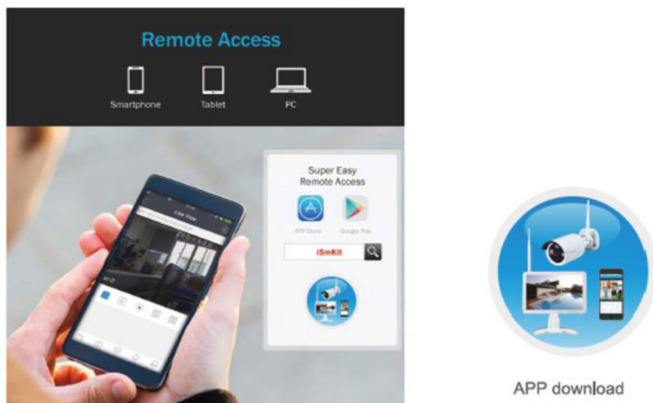 Remote Access
Smartphone
Tablet
PC
Live View
Super Easy
Remote Access
APP Store
Google Play
iSmKit
APP download